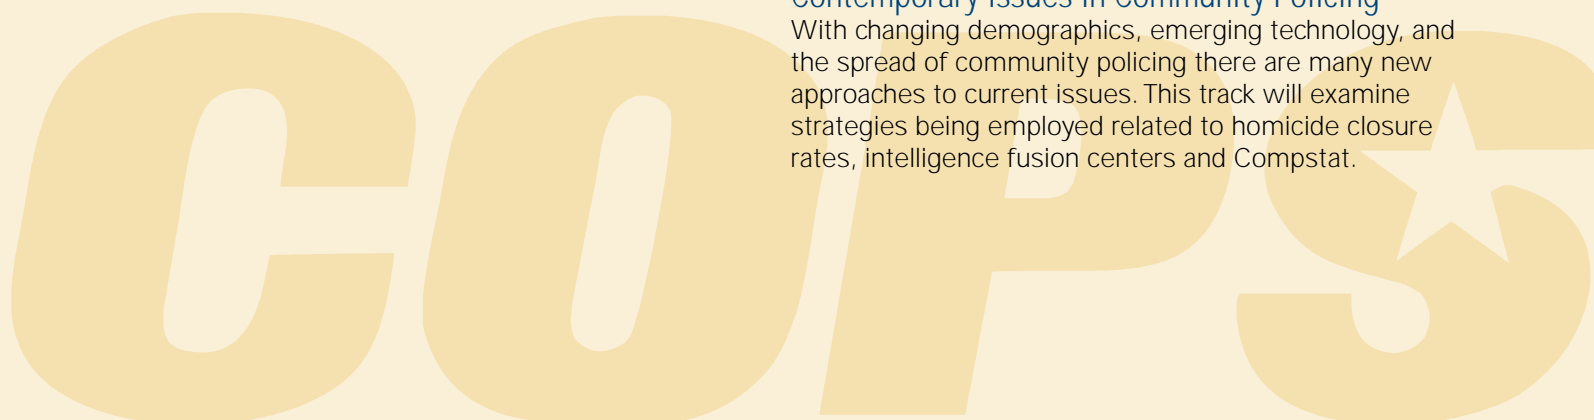 Contemporary Issues in Community Policing
With changing demographics, emerging technology, and
the spread of community policing there are many new
approaches to current issues. This track will examine
strategies being employed related to homicide closure
rates, intelligence fusion centers and Compstat.
COPS